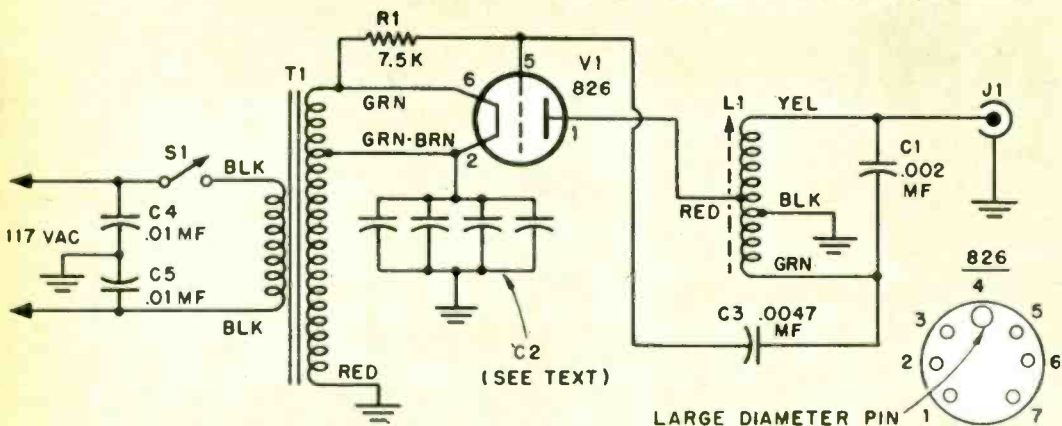 R1
7.5K
T1
GRN
GRN-BRN
6
5
2
1
V1
826
S1
BLK
C4
.01 MF
117 VAC
C5
.01 MF
BLK
RED
C2
(SEE TEXT)
L1
YEL
J1
C1
.002
MF
RED
BLK
GRN
C3 .0047
MF
826
4
3
5
2
6
1
7
LARGE DIAMETER PIN